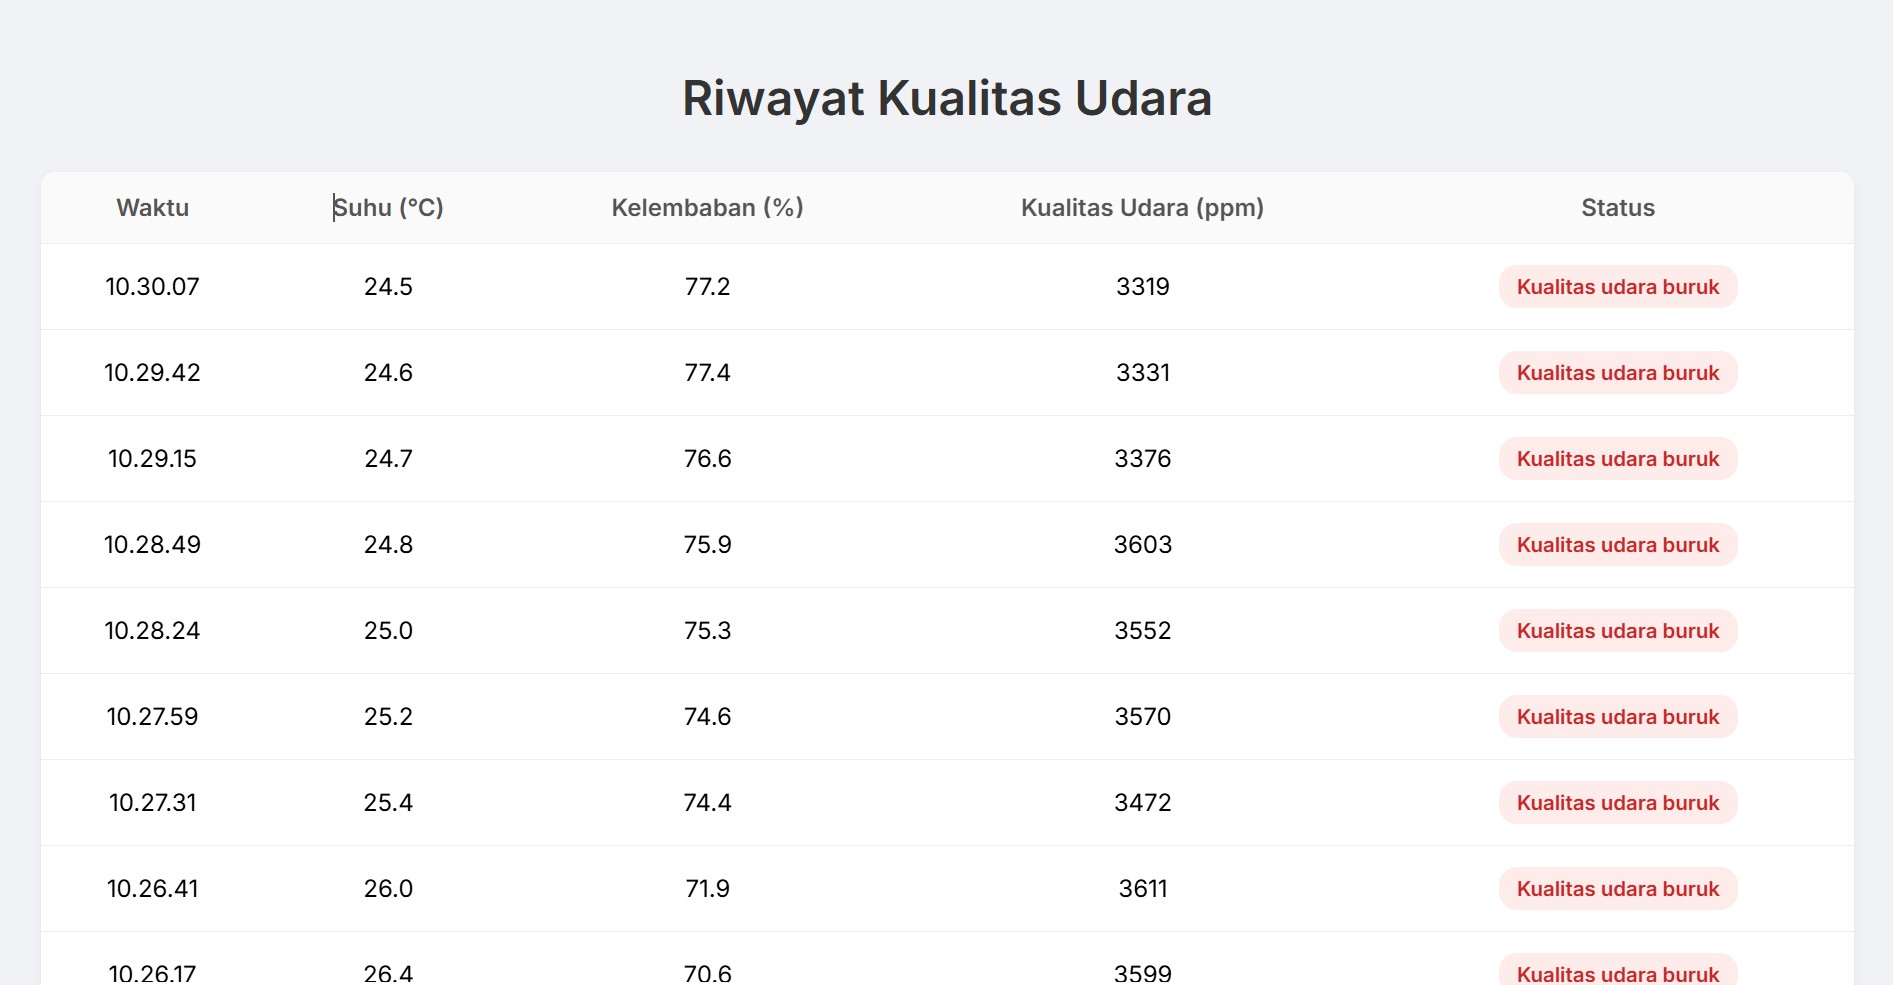 Riwayat Kualitas Udara
Waktu Suhu (°C) Kelembaban (%) Kualitas Udara (ppm) Status
10.30.07 24.5 77.2 3319 Kualitas udara buruk
10.29.42 24.6 77.4 3331 Kualitas udara buruk
10.29.15 24.7 76.6 3376 Kualitas udara buruk
10.28.49 24.8 75.9 3603 Kualitas udara buruk
10.28.24 25.0 75.3 3552 Kualitas udara buruk
10.27.59 25.2 74.6 3570 Kualitas udara buruk
10.27.31 25.4 74.4 3472 Kualitas udara buruk
10.26.41 26.0 71.9 3611 Kualitas udara buruk
10.26.17 26.4 70.6 3599 Kualitas udara buruk